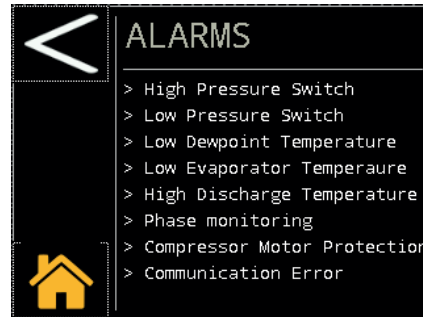 ALARMS
> High Pressure Switch
> Low Pressure Switch
> Low Dewpoint Temperature
> Low Evaporator Temperaure
> High Discharge Temperature
> Phase monitoring
> Compressor Motor Protection
> Communication Error